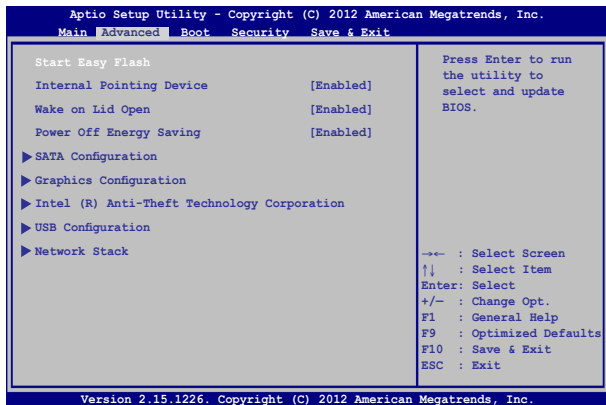 Aptio Setup Utility - Copyright (C) 2012 American Megatrends, Inc.
Main Advanced Boot Security Save & Exit
Start Easy Flash
Internal Pointing Device [Enabled]
Wake on Lid Open [Enabled]
Power Off Energy Saving [Enabled]
SATA Configuration
Graphics Configuration
Intel (R) Anti-Theft Technology Corporation
USB Configuration
Network Stack
Press Enter to run
the utility to
select and update
BIOS.
→← : Select Screen
↑↓ : Select Item
Enter: Select
+/— : Change Opt.
F1 : General Help
F9 : Optimized Defaults
F10 : Save & Exit
ESC : Exit
Version 2.15.1226. Copyright (C) 2012 American Megatrends, Inc.